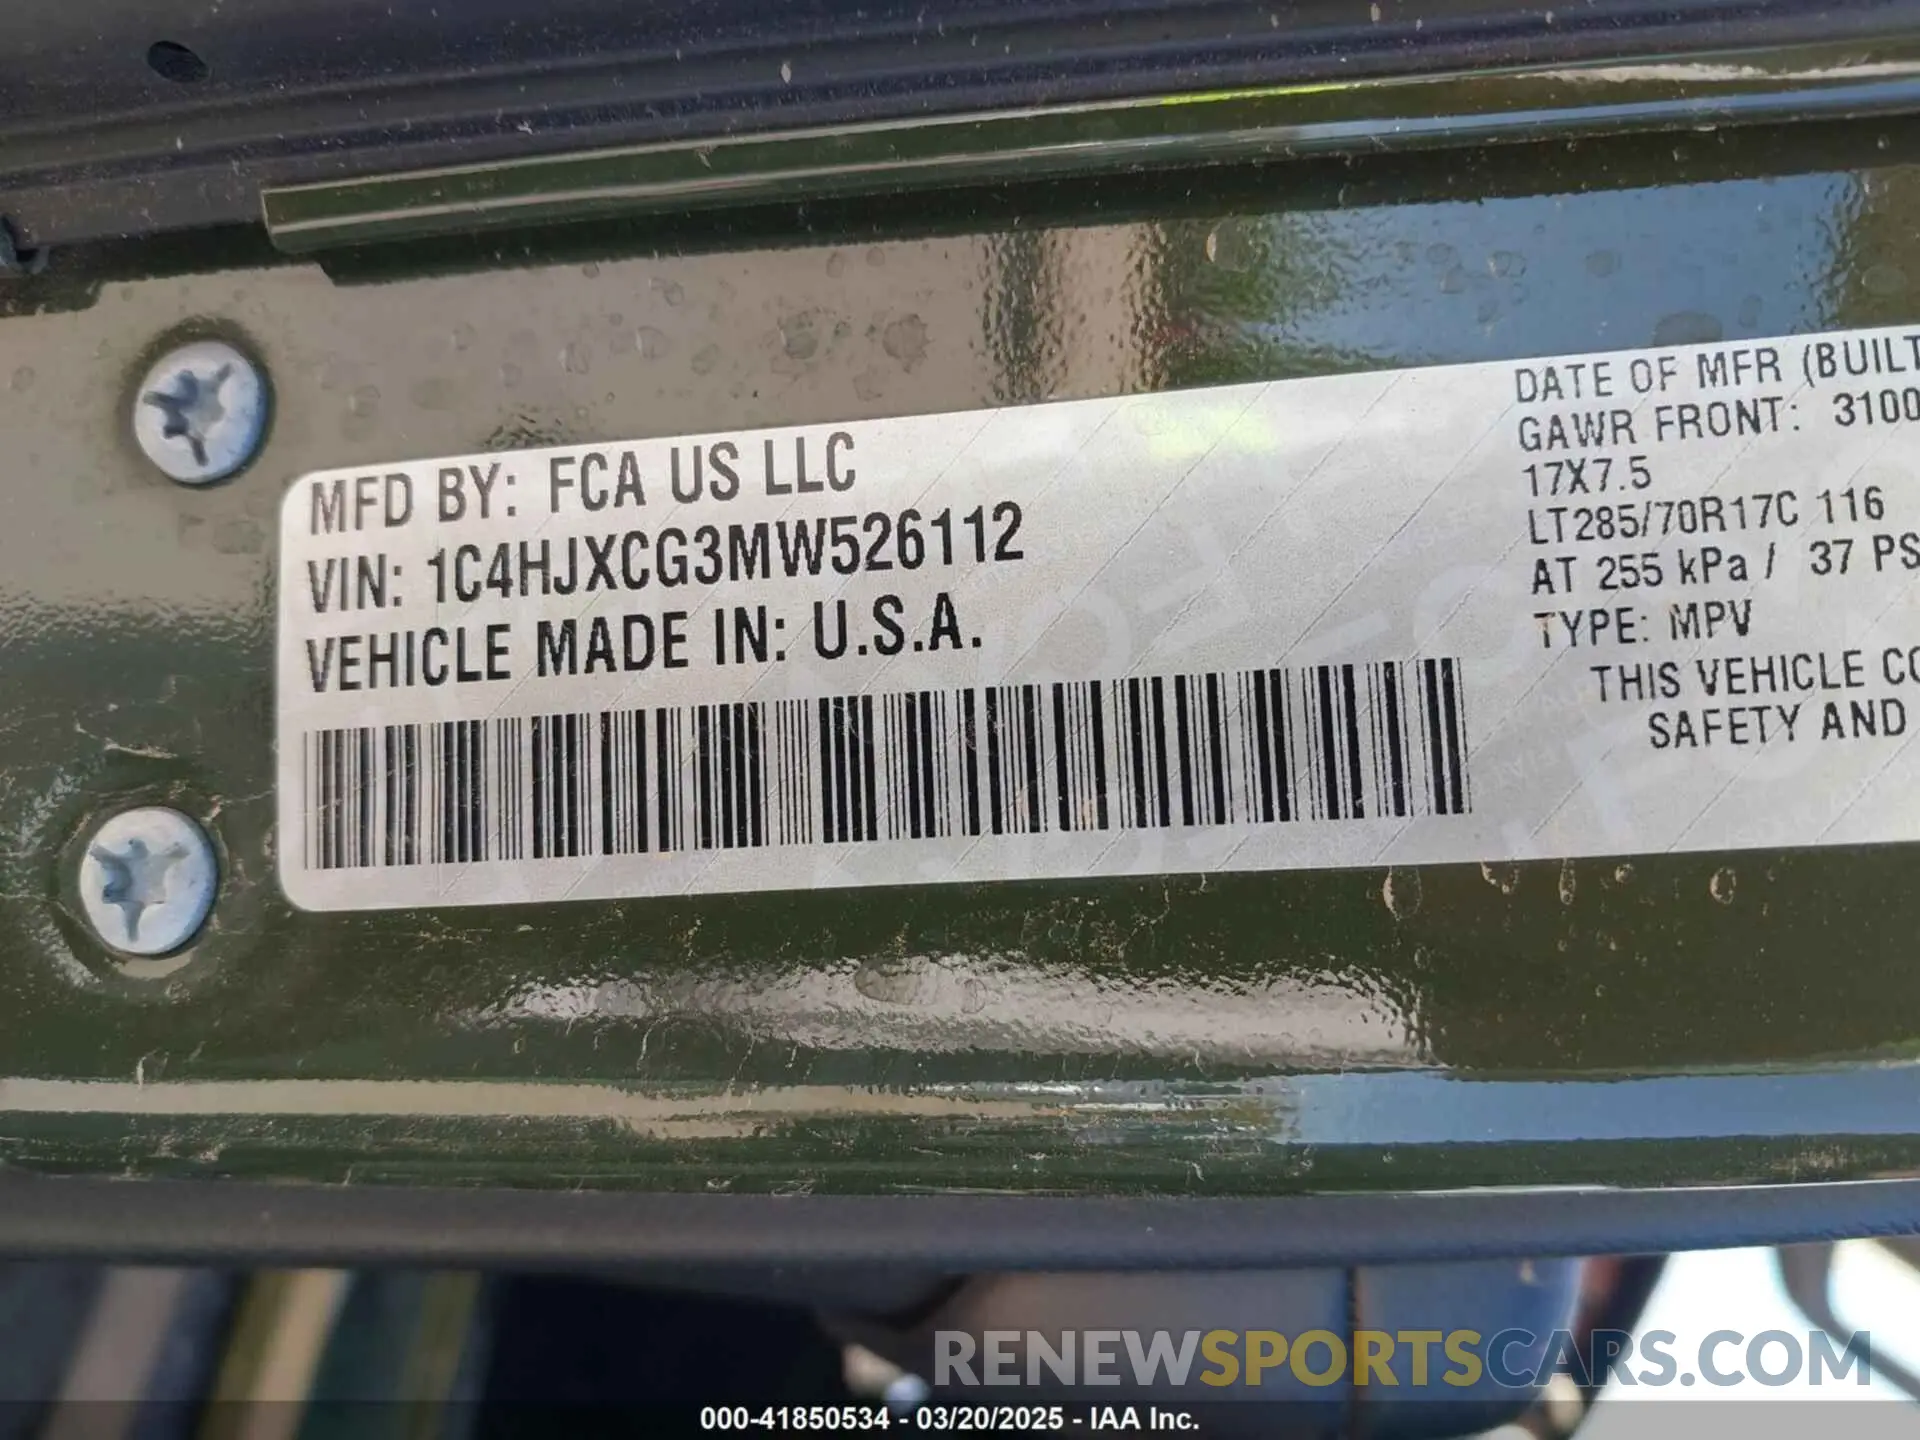 MFD BY: FCA US LLC
VIN: 1C4HJXCG3MW526112
VEHICLE MADE IN: U.S.A.
DATE OF MFR (BUILT
GAWR FRONT: 3100
17X7.5
LT285/70R17C 116
AT 255 kPa / 37 PS
TYPE: MPV
THIS VEHICLE CO
SAFETY AND
RENEWSPORTSCARS.COM
000-41850534 - 03/20/2025 - IAA Inc.